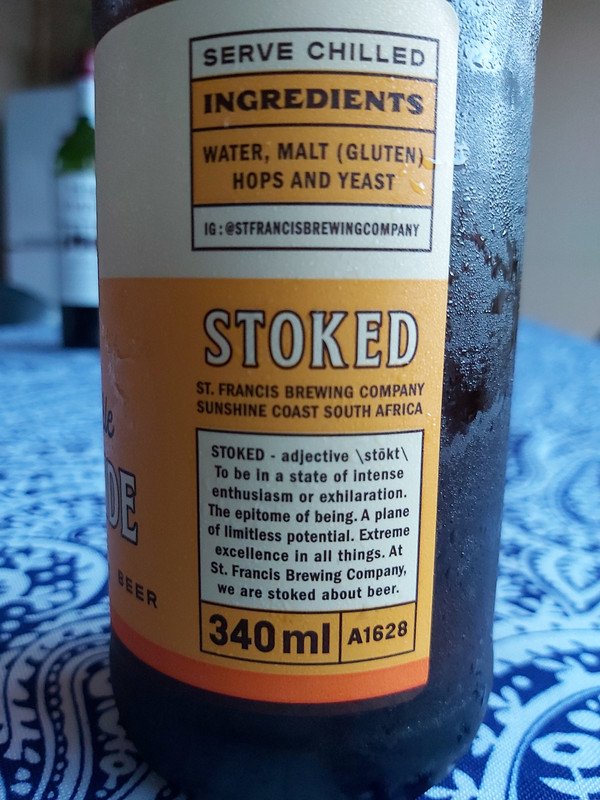 SERVE CHILLED
INGREDIENTS
WATER, MALT (GLUTEN)
HOPS AND YEAST
IG: @STFRANCISBREWINGCOMPANY
STOKED
ST. FRANCIS BREWING COMPANY
SUNSHINE COAST SOUTH AFRICA
STOKED - adjective \stōkt\
To be in a state of intense
enthusiasm or exhilaration.
The epitome of being. A plane
of limitless potential. Extreme
excellence in all things. At
St. Francis Brewing Company,
we are stoked about beer.
340ml A1628
BEER